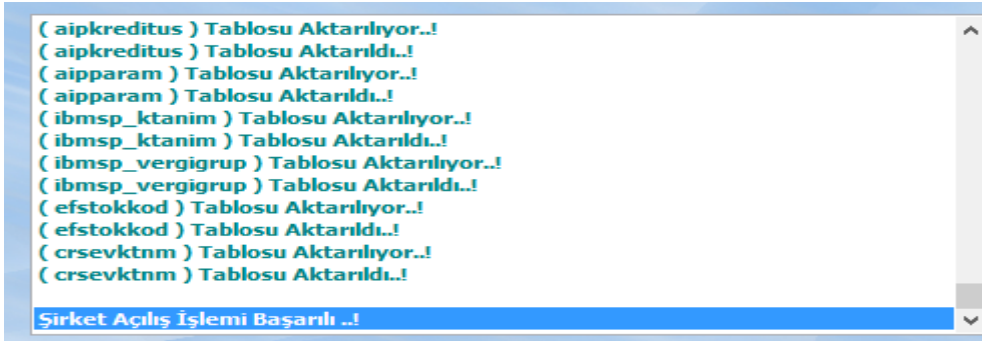 ( aipkreditus ) Tablosu Aktarılıyor..!
( aipkreditus ) Tablosu Aktarıldı..!
( aipparam ) Tablosu Aktarılıyor..!
( aipparam ) Tablosu Aktarıldı..!
( ibmsp_ktanim ) Tablosu Aktarılıyor..!
( ibmsp_ktanim ) Tablosu Aktarıldı..!
( ibmsp_vergigrup ) Tablosu Aktarılıyor..!
( ibmsp_vergigrup ) Tablosu Aktarıldı..!
( efstokkod ) Tablosu Aktarılıyor..!
( efstokkod ) Tablosu Aktarıldı..!
( crsevktnm ) Tablosu Aktarılıyor..!
( crsevktnm ) Tablosu Aktarıldı..!
Şirket Açılış İşlemi Başarılı ..!